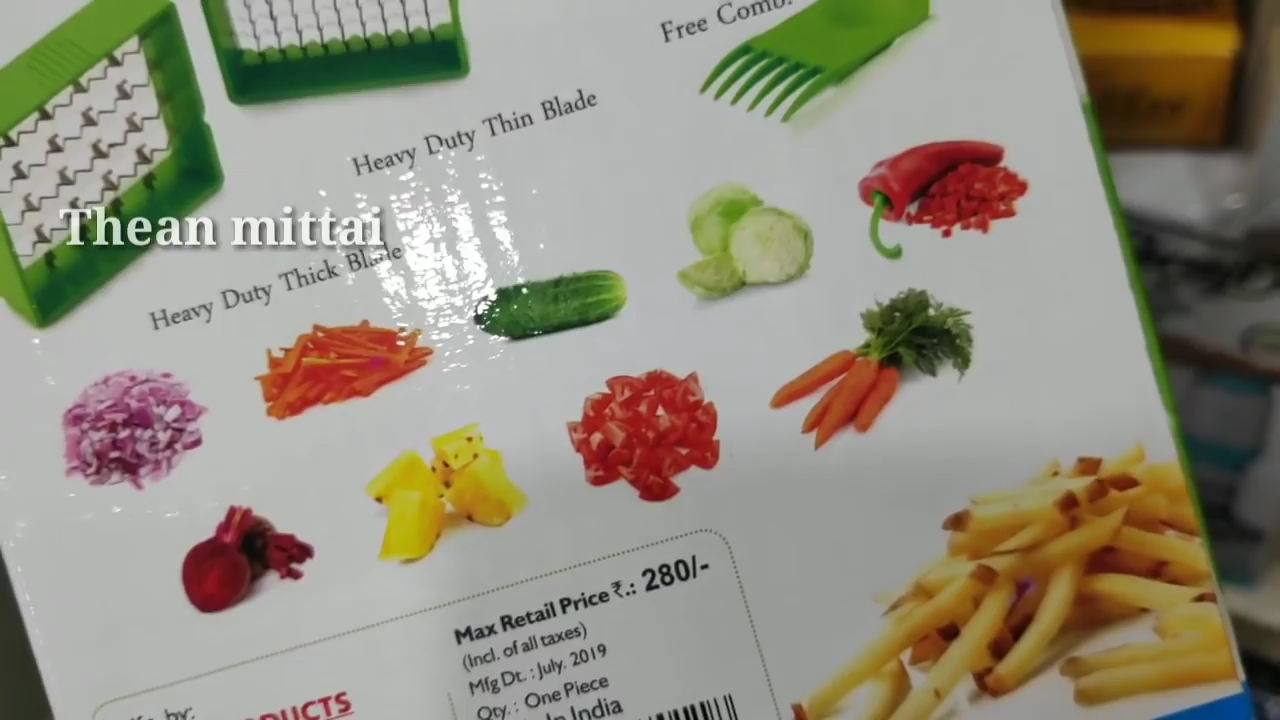 Free Comb.
Heavy Duty Thin Blade
Thean mittai
Heavy Duty Thick Blade
Max Retail Price ₹.: 280/-
(Incl. of all taxes)
Mfg Dt. : July. 2019
Qty. : One Piece
In India
by: